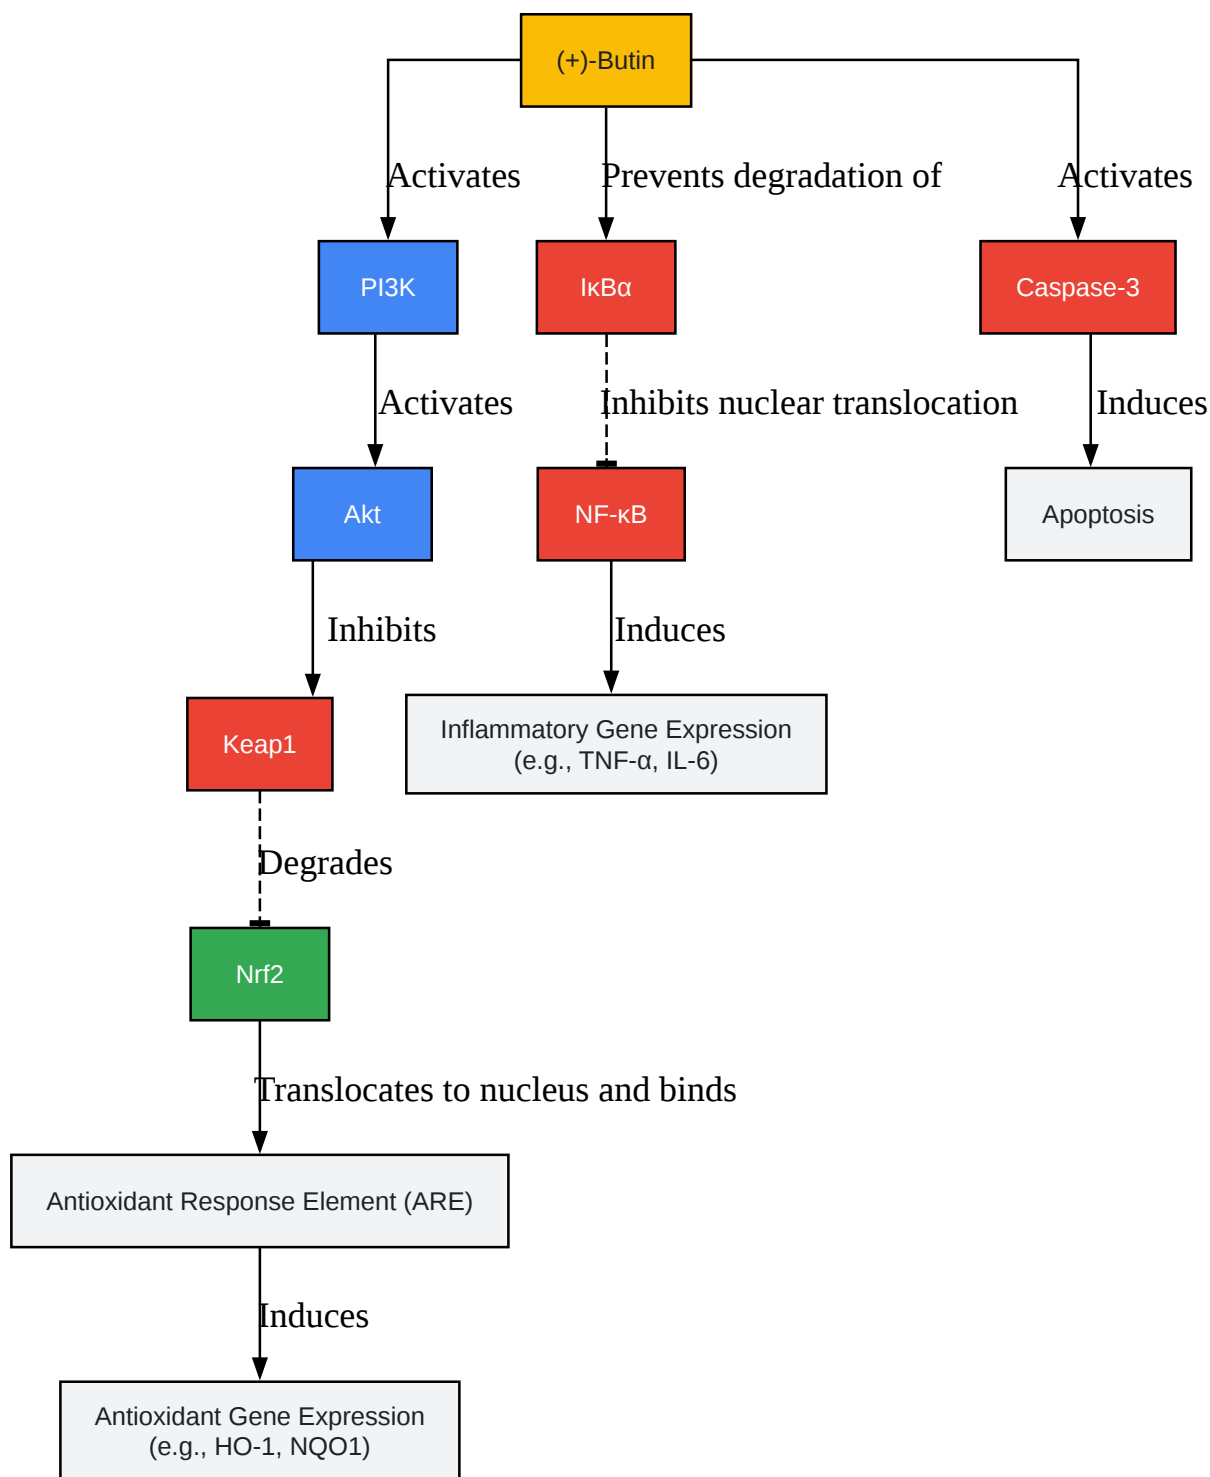 (+)-Butin
Activates
Prevents degradation of
Activates
PI3K
IκBα
Caspase-3
Activates
Inhibits nuclear translocation
Induces
Akt
NF-κB
Apoptosis
Inhibits
Induces
Keap1
Inflammatory Gene Expression
(e.g., TNF-α, IL-6)
Degrades
Nrf2
Translocates to nucleus and binds
Antioxidant Response Element (ARE)
Induces
Antioxidant Gene Expression
(e.g., HO-1, NQO1)